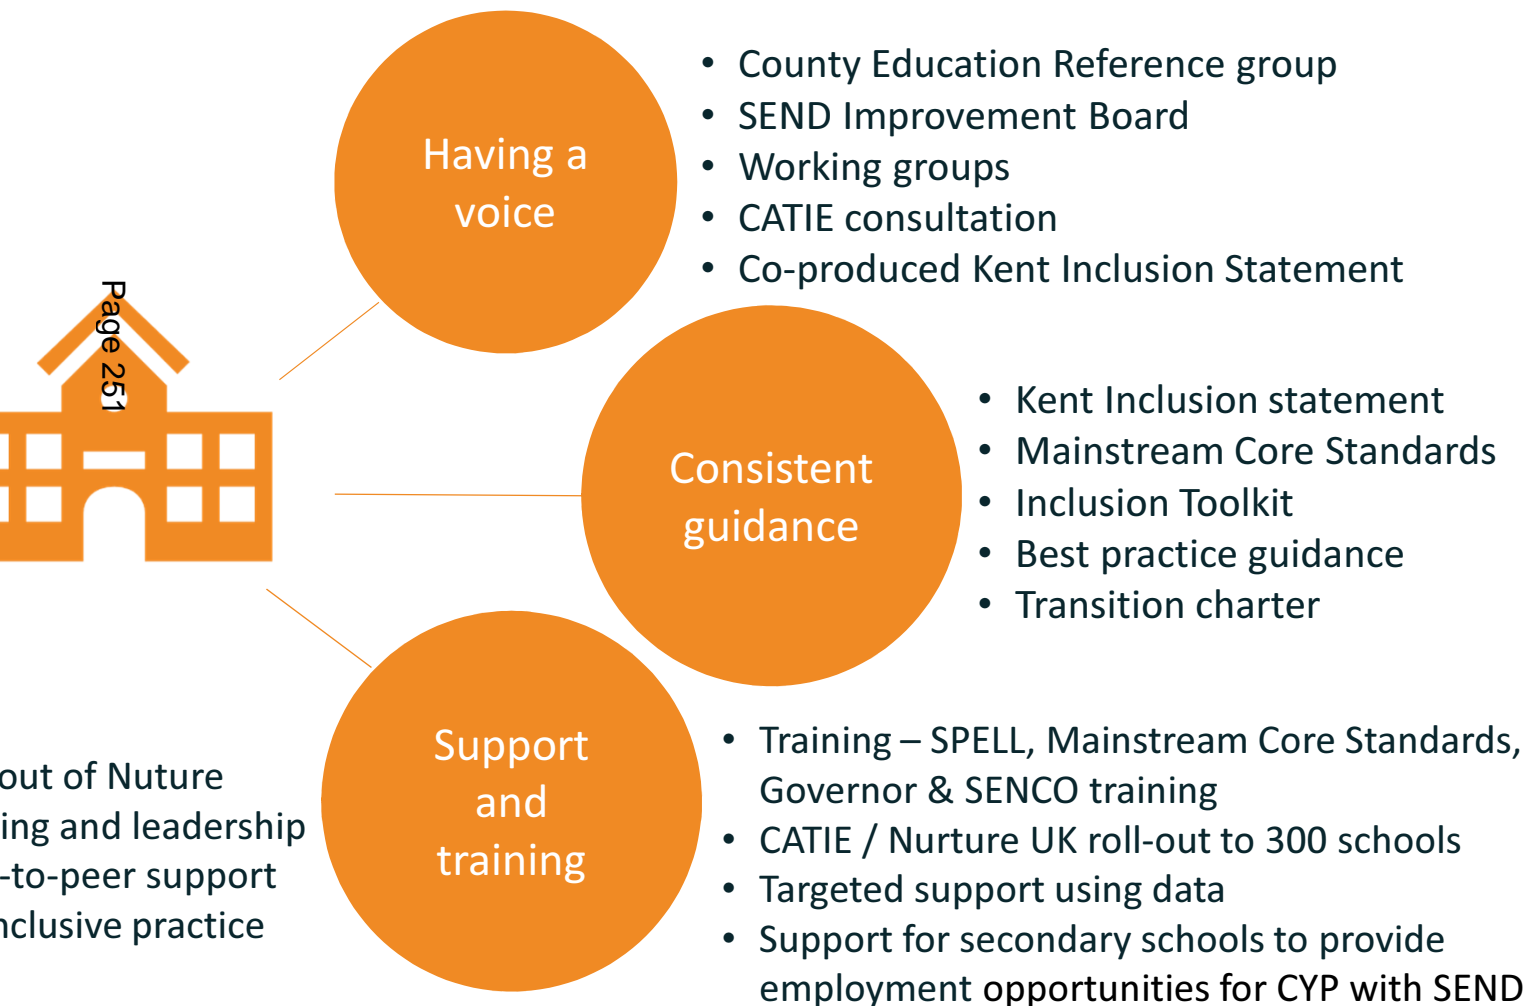 Having a
voice
• County Education Reference group
• SEND Improvement Board
• Working groups
• CATIE consultation
• Co-produced Kent Inclusion Statement
Page 251
Consistent
guidance
• Kent Inclusion statement
• Mainstream Core Standards
• Inclusion Toolkit
• Best practice guidance
• Transition charter
Support
and
training
out of Nuture
ing and leadership
-to-peer support
nclusive practice
• Training – SPELL, Mainstream Core Standards,
Governor & SENCO training
• CATIE / Nurture UK roll-out to 300 schools
• Targeted support using data
• Support for secondary schools to provide
employment opportunities for CYP with SEND